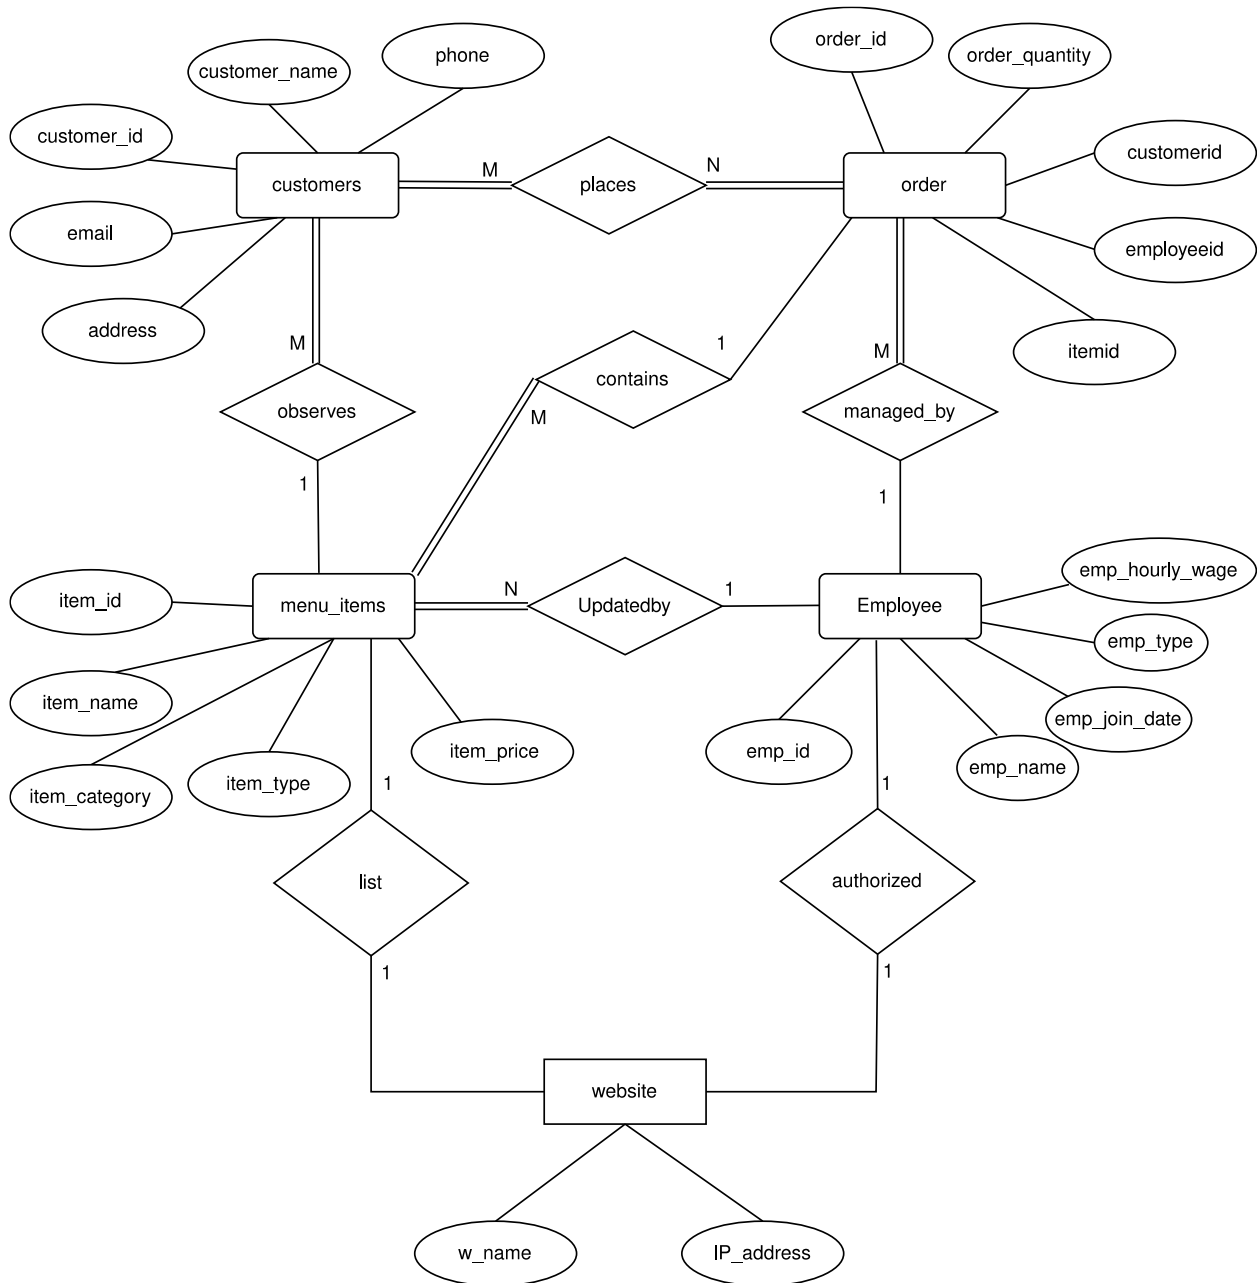 order_id
phone
order_quantity
customer_name
customer_id
customerid
M
N
customers
places
order
email
employeeid
address
M
1
M
itemid
contains
observes
M
managed_by
1
1
emp_hourly_wage
item_id
menu_items
N
Updatedby
1
Employee
emp_type
item_name
emp_join_date
item_price
emp_id
emp_name
item_category
item_type
1
1
list
authorized
1
1
website
w_name
IP_address